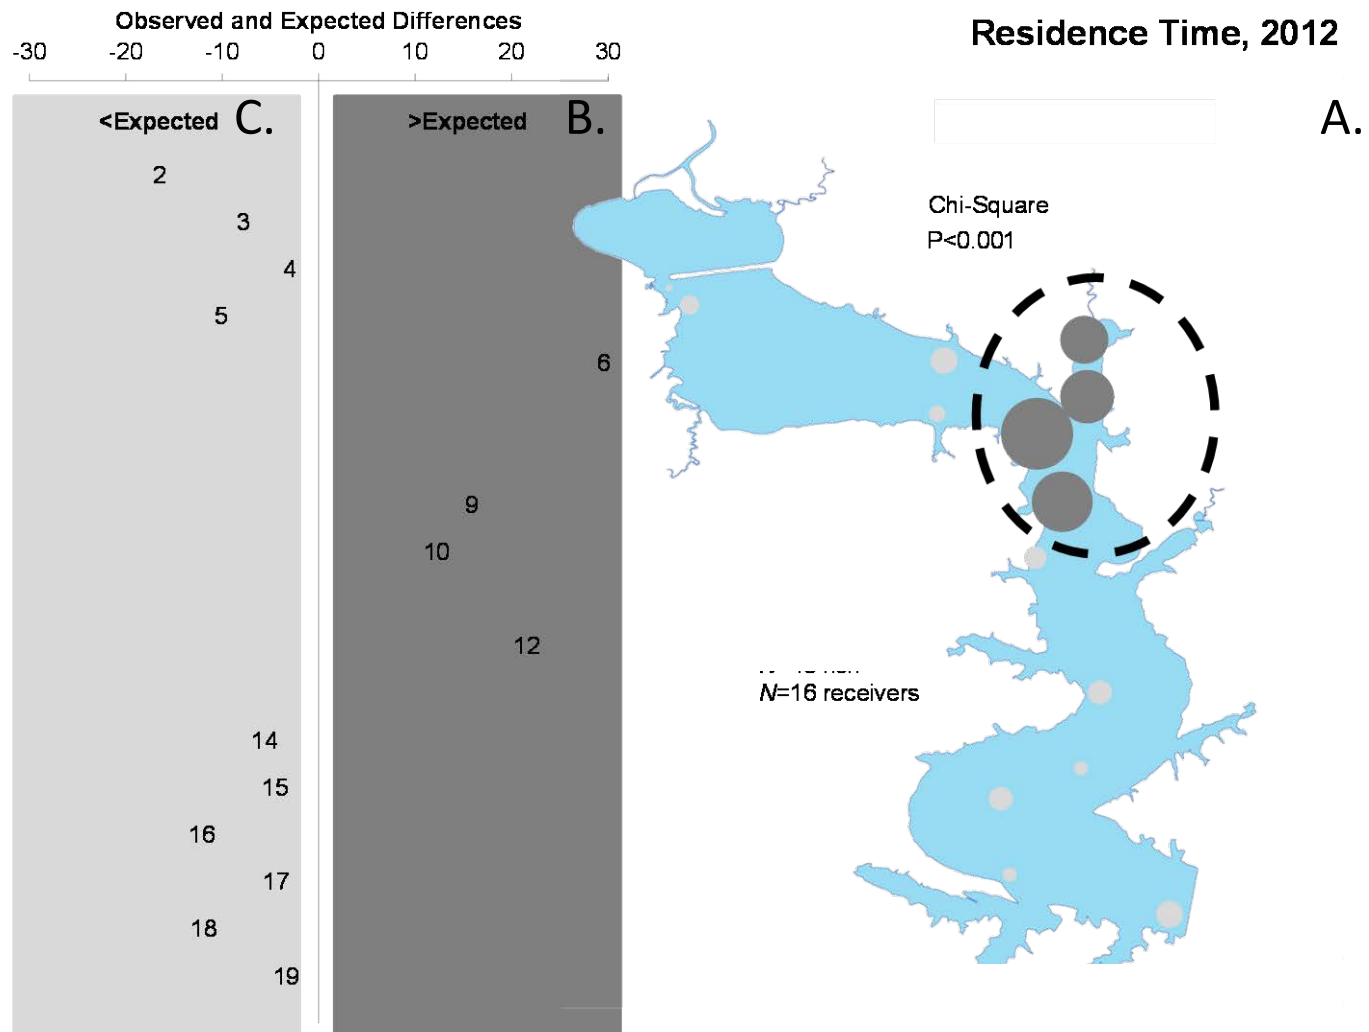 Observed and Expected Differences
-30 -20 -10 0 10 20 30
Residence Time, 2012
<Expected C. >Expected B. A.
2
3
4
5
6
9
10
12
14
15
16
17
18
19
Chi-Square
P<0.001
N=16 receivers